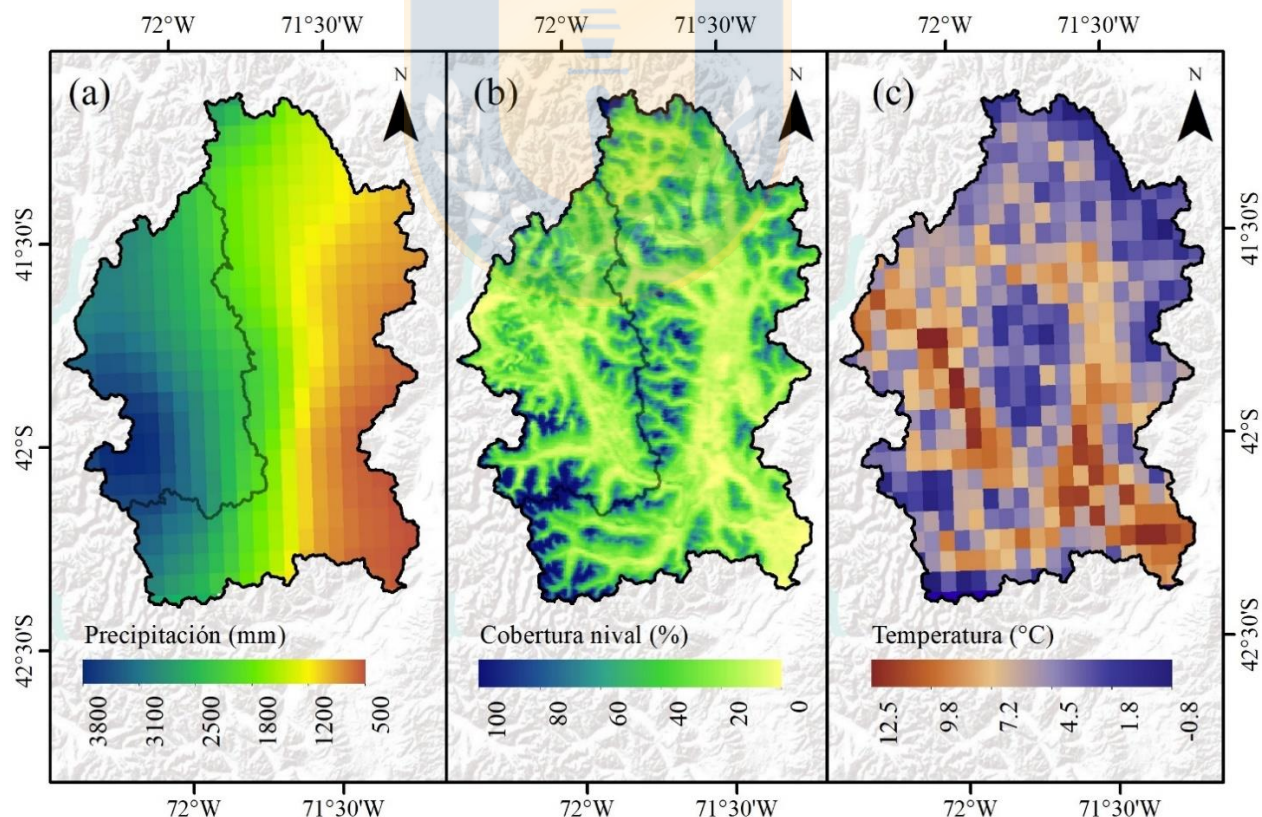 72°W 71°30'W 72°W 71°30'W 72°W 71°30'W
(a) N (b) N (c) N
41°30'S 41°30'S
42°S 42°S
42°30'S 42°30'S
Precipitación (mm) Cobertura nival (%) Temperatura (°C)
3800 3100 2500 1800 1200 500 100 80 60 40 20 0 12.5 9.8 7.2 4.5 1.8 -0.8
72°W 71°30'W 72°W 71°30'W 72°W 71°30'W